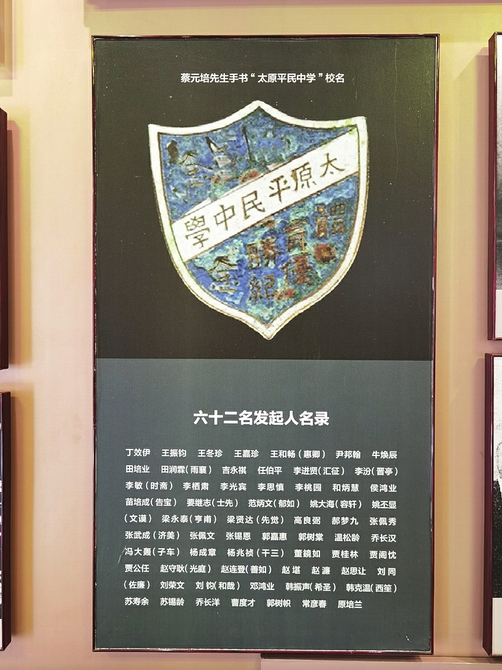 蔡元培先生手书“太原平民中学”校名
太原平民中學
六十二名发起人名录
丁效伊 王振钧 王冬珍 王嘉珍 王和畅（惠卿） 尹邦翰 牛焕辰
田培业 田润霖（雨襄） 吉永祺 任伯平 李进贤（汇征） 李汾（晋亭）
李敏（时斋） 李栖肃 李光宾 李思慎 李桃园 和炳慧 侯鸿业
苗培成（告宝） 要继志（士先） 范炳文（郁如） 姚大海（容轩） 姚丕显
（文谟） 梁永泰（亨甫） 梁贤达（先觉） 高良弼 郝梦九 张佩秀
张武成（济美） 张佩文 张锡恩 郭嘉惠 郭树棠 温松龄 乔长汉
冯大轰（子车） 杨成章 杨兆桢（干三） 董镜如 贾桂林 贾阁忱
贾公任 赵守耿（光庭） 赵连登（善如） 赵堪 赵濂 赵思让 刘同
（佐廉） 刘荣文 刘钧（和哉） 邓鸿业 韩振声（希圣） 韩克温（西笙）
苏寿余 苏锡龄 乔长洋 曹度才 郭树帜 常彦春 原培兰